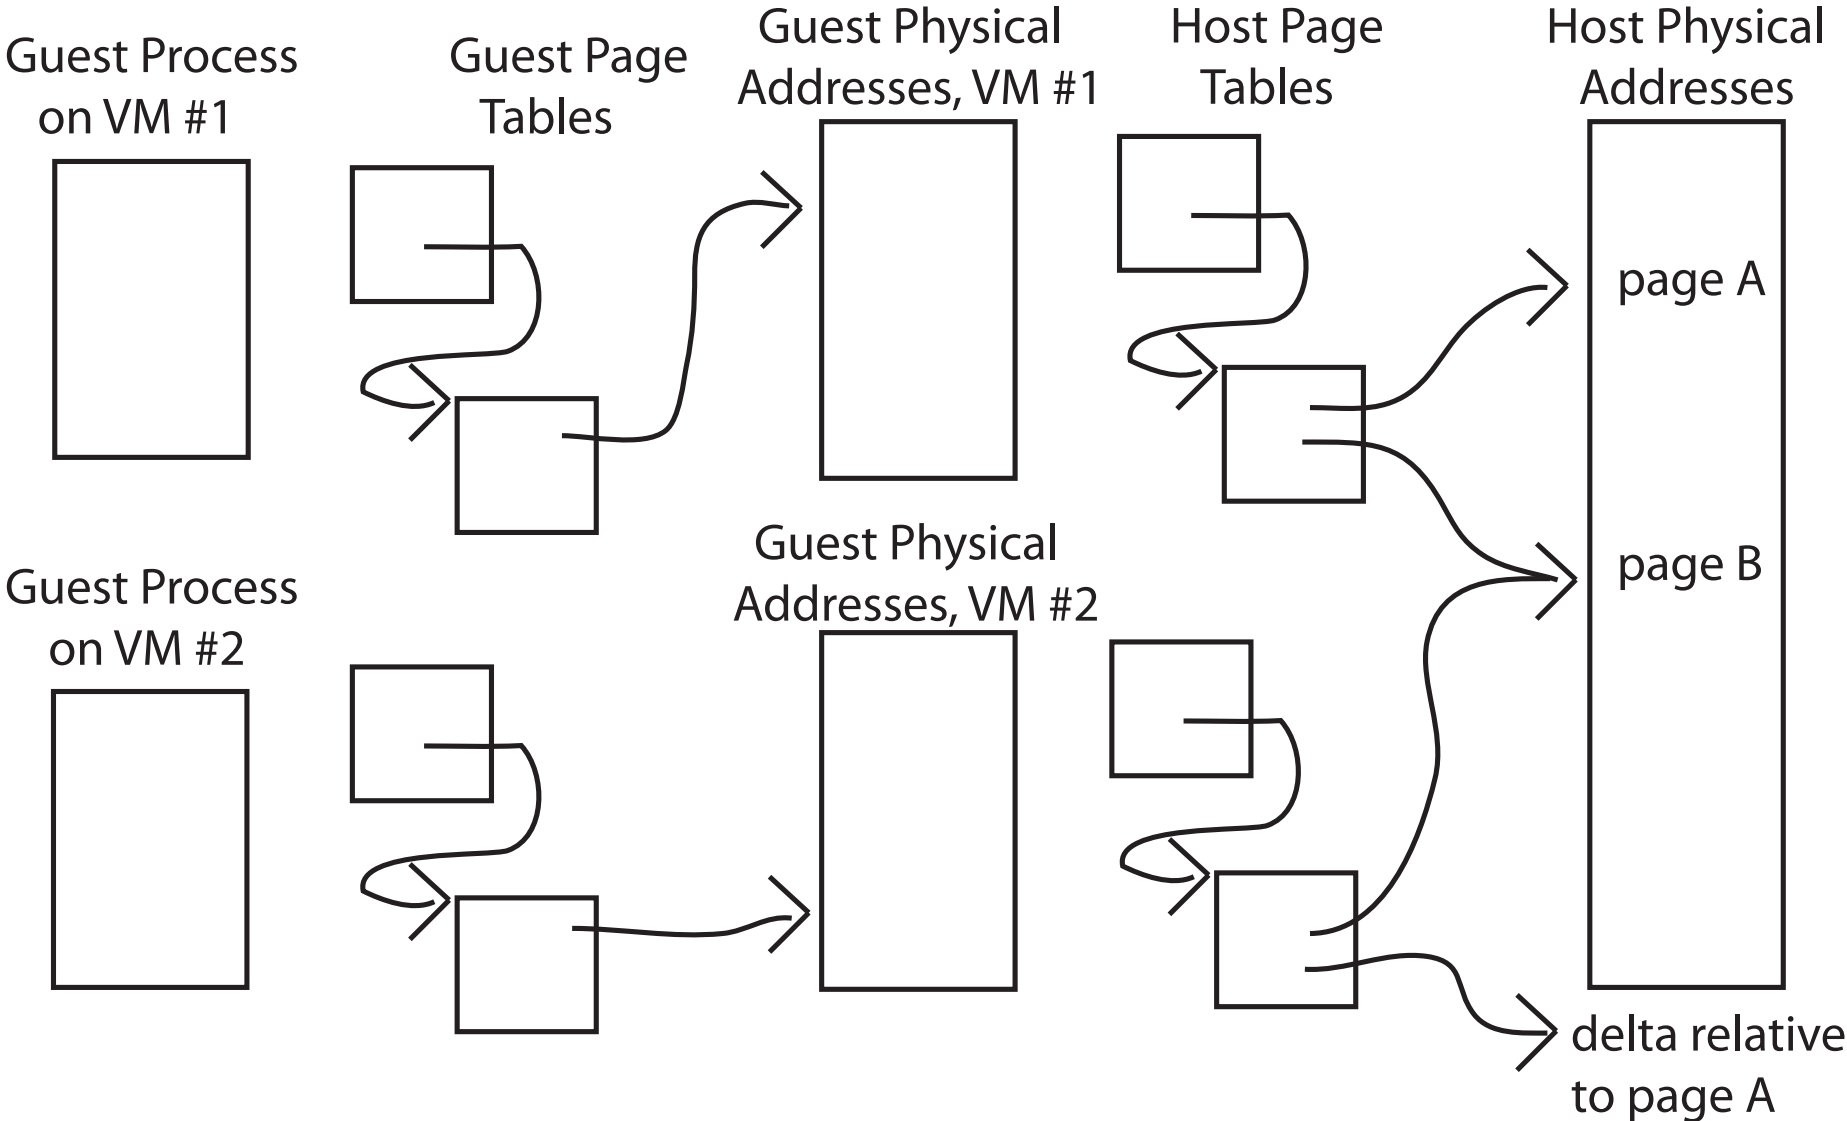 Guest Process
on VM #1
Guest Page
Tables
Guest Physical
Addresses, VM #1
Host Page
Tables
Host Physical
Addresses
page A
page B
Guest Process
on VM #2
Guest Physical
Addresses, VM #2
delta relative
to page A